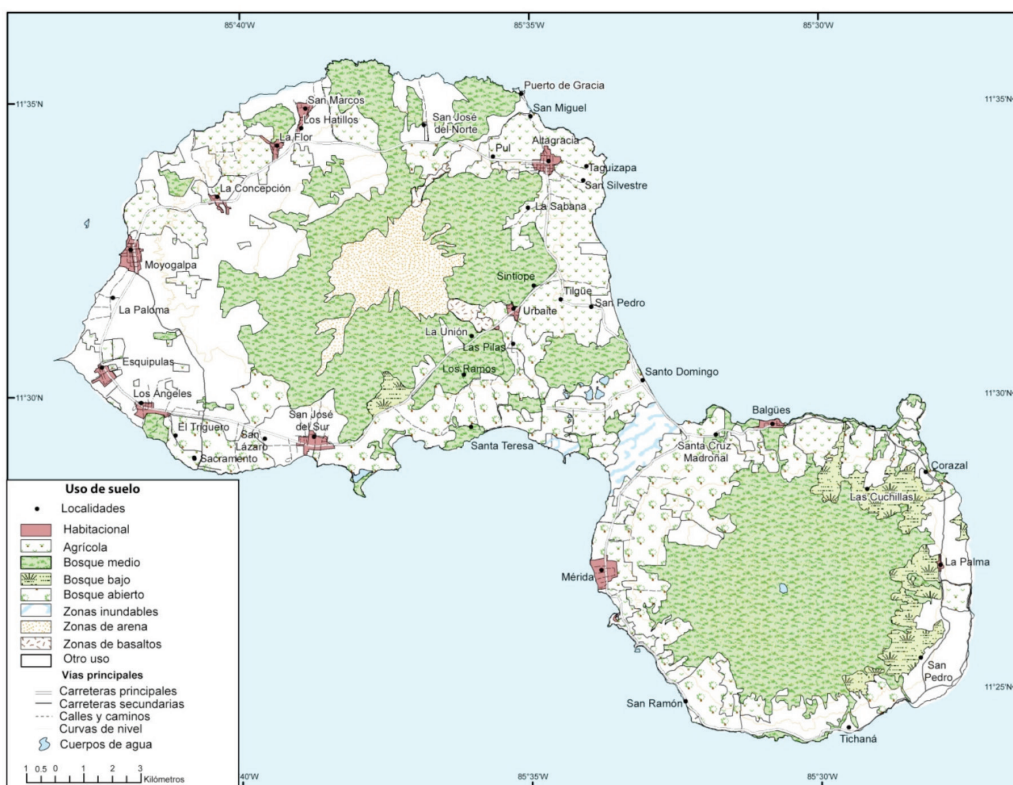 85°40'W
85°35'W
85°30'W
11°35'N
11°35'N
Puerto de Gracia
San Marcos
San Miguel
Los Hatillos
San José
del Norte
La Flor
Pul
Altagracia
Taguizapa
San Silvestre
La Concepción
La Sabana
Moyogalpa
Sintiope
Tilgüe
San Pedro
La Paloma
Urbaite
La Unión
Las Pilas
Esquipulas
Los Ramos
Santo Domingo
11°30'N
11°30'N
Los Ángeles
Balgües
San José
del Sur
El Triguero
San
Lázaro
Santa Teresa
Santa Cruz
Madroñal
Sacramento
Corazal
Las Cuchillas
Uso de suelo
Localidades
Habitacional
Agrícola
Bosque medio
Bosque bajo
Bosque abierto
Zonas inundables
Zonas de arena
Zonas de basaltos
Otro uso
Vias principales
Carreteras principales
Carreteras secundarias
Calles y caminos
Curvas de nivel
Cuerpos de agua
1 0.5 0 1 2 3
Kilómetros
La Palma
Mérida
San
Pedro
11°25'N
San Ramón
Tichaná
85°40'W
85°35'W
85°30'W